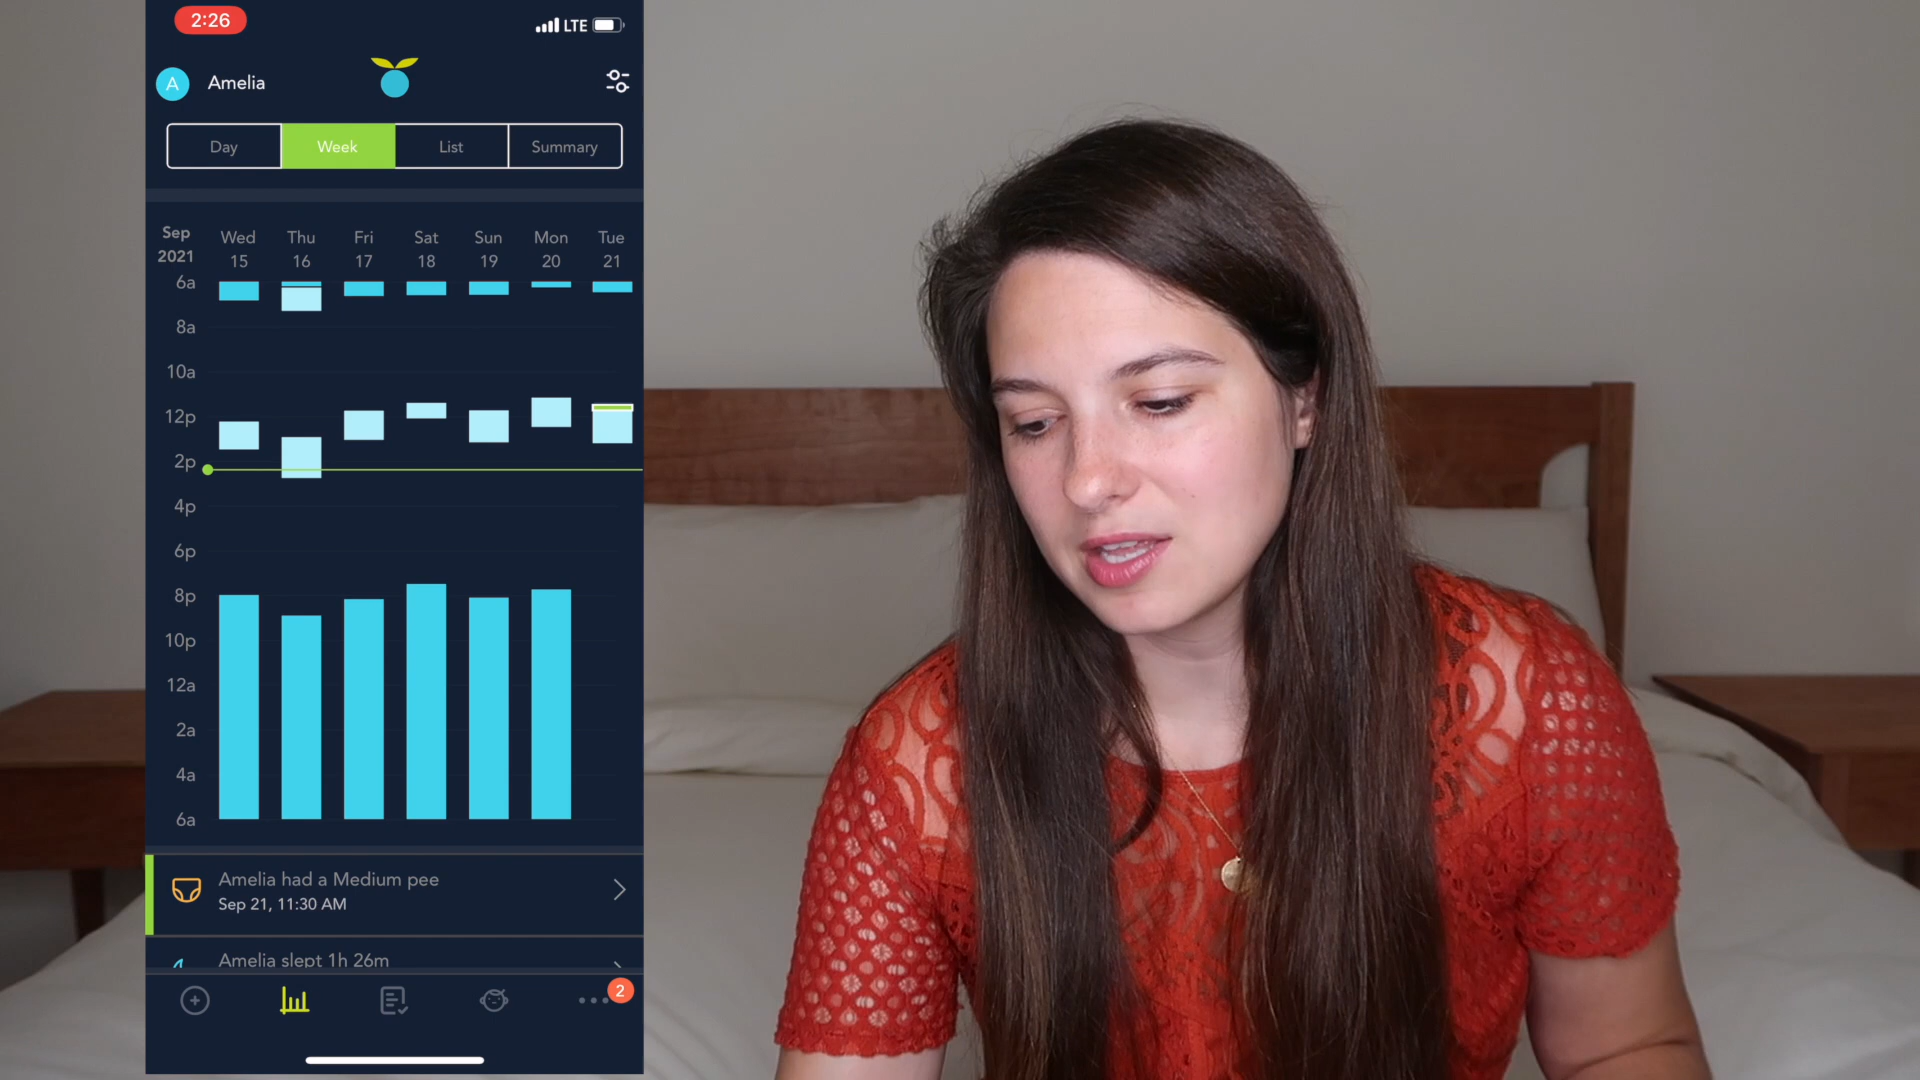 2:26
LTE
A Amelia
Day Week List Summary
Sep 2021
Wed 15
Thu 16
Fri 17
Sat 18
Sun 19
Mon 20
Tue 21
6a
8a
10a
12p
2p
4p
6p
8p
10p
12a
2a
4a
6a
Amelia had a Medium pee
Sep 21, 11:30 AM
Amelia slept 1h 26m
2